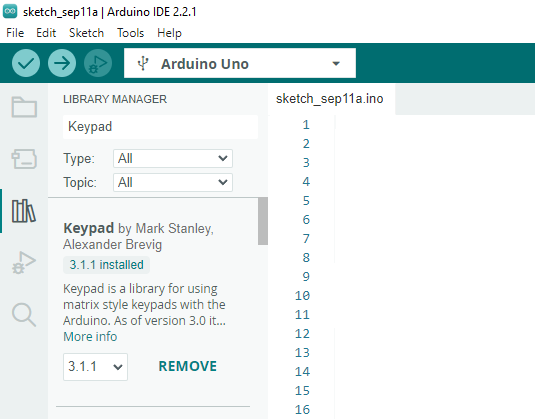 sketch_sep11a | Arduino IDE 2.2.1
File Edit Sketch Tools Help
Arduino Uno
LIBRARY MANAGER
Keypad
Type: All
Topic: All
Keypad by Mark Stanley,
Alexander Brevig
3.1.1 installed
Keypad is a library for using
matrix style keypads with the
Arduino. As of version 3.0 it...
More info
3.1.1 REMOVE
sketch_sep11a.ino
1
2
3
4
5
6
7
8
9
10
11
12
13
14
15
16